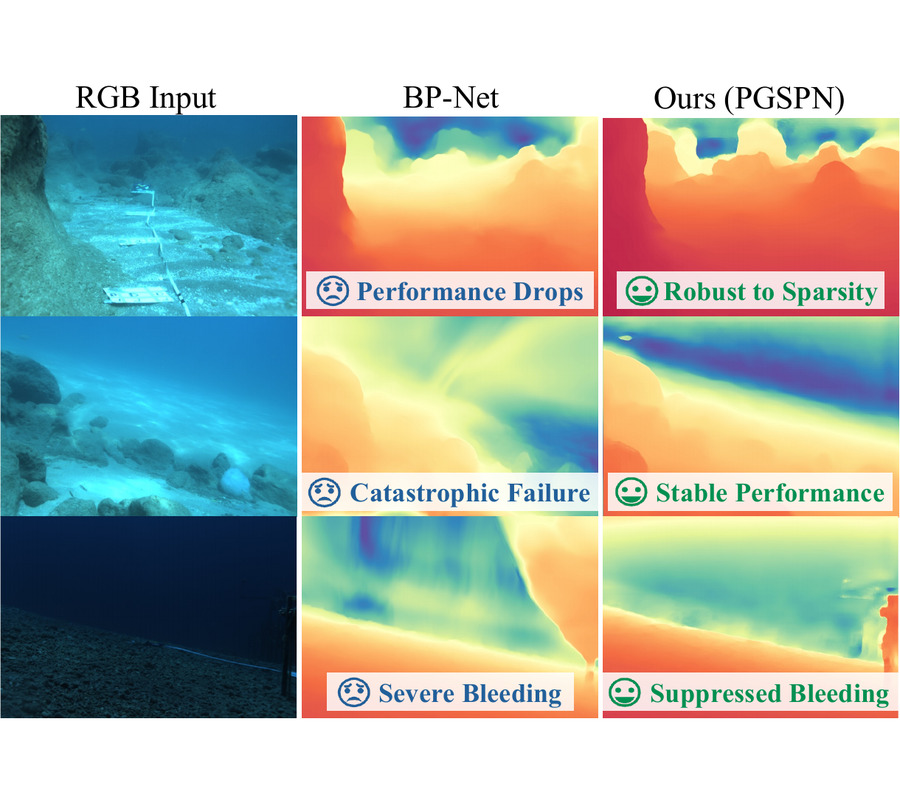 RGB Input
BP-Net
Ours (PGSPN)
Performance Drops
Robust to Sparsity
Catastrophic Failure
Stable Performance
Severe Bleeding
Suppressed Bleeding